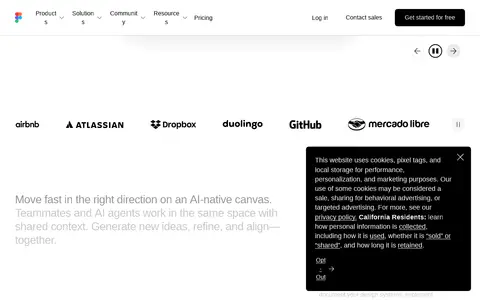 Product
s
Solution
s
Communit
y
Resource
s
Pricing
Log in
Contact sales
Get started for free
airbnb
ATLASSIAN
Dropbox
duolingo
GitHub
mercado libre
Move fast in the right direction on an AI-native canvas.
Teammates and AI agents work in the same space with
shared context. Generate new ideas, refine, and align—
together.
This website uses cookies, pixel tags, and
local storage for performance,
personalization, and marketing purposes. Our
use of some cookies may be considered a
sale, sharing for behavioral advertising, or
targeted advertising. For more, see our
privacy policy. California Residents: learn
how personal information is collected,
including how it is used, whether it is “sold” or
“shared”, and how long it is retained.
Opt
-
Out